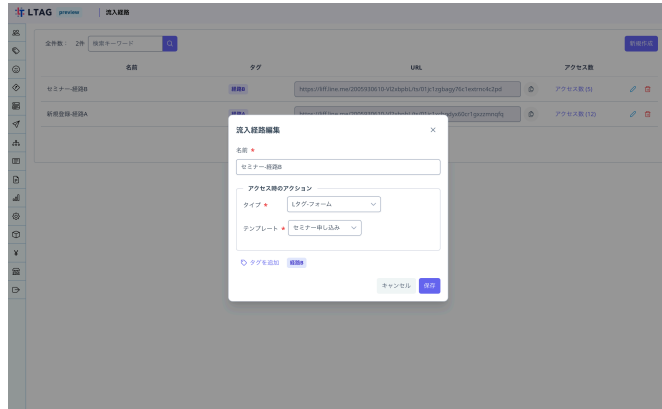 LTAG preview 流入経路
全件数： 2件 検索キーワード 新規作成
名前 タグ URL アクセス数
セミナー-経路B 経路B アクセス数 (5)
新規登録-経路A 経路A アクセス数 (12)
流入経路編集
名前 *
セミナー-経路B
アクセス時のアクション
タイプ * Lタグ-フォーム
テンプレート * セミナー申し込み
タグを追加 経路B
キャンセル 保存